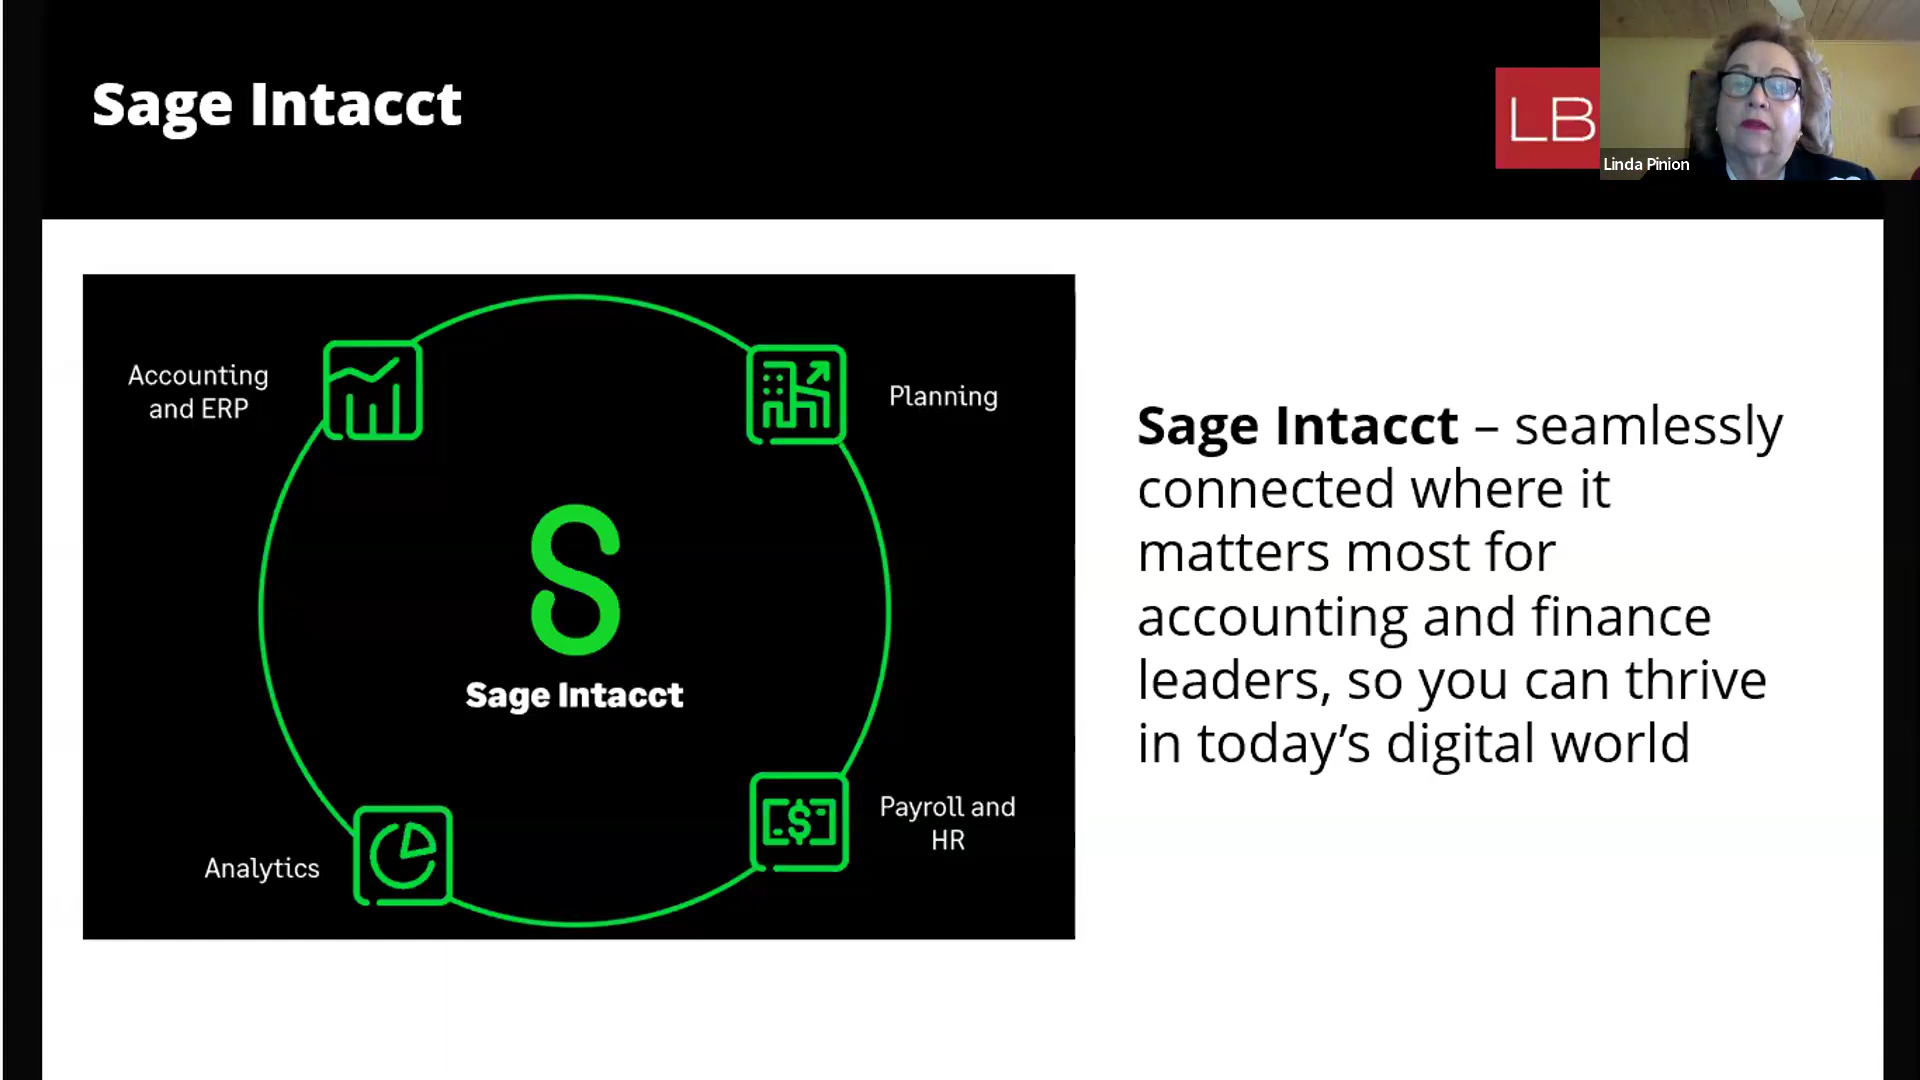 Sage Intacct
LB
Linda Pinion
Accounting
and ERP
Planning
S
Sage Intacct
Analytics
Payroll and
HR
Sage Intacct – seamlessly
connected where it
matters most for
accounting and finance
leaders, so you can thrive
in today’s digital world